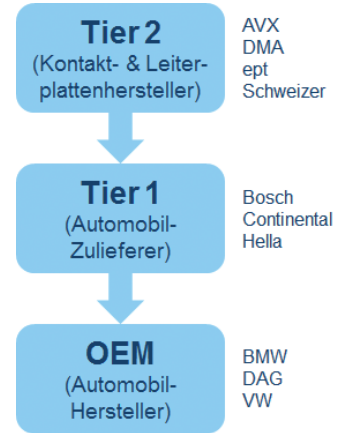 Tier 2
(Kontakt- & Leiter-
plattenhersteller)
AVX
DMA
ept
Schweizer
Tier 1
(Automobil-
Zulieferer)
Bosch
Continental
Hella
OEM
(Automobil-
Hersteller)
BMW
DAG
VW